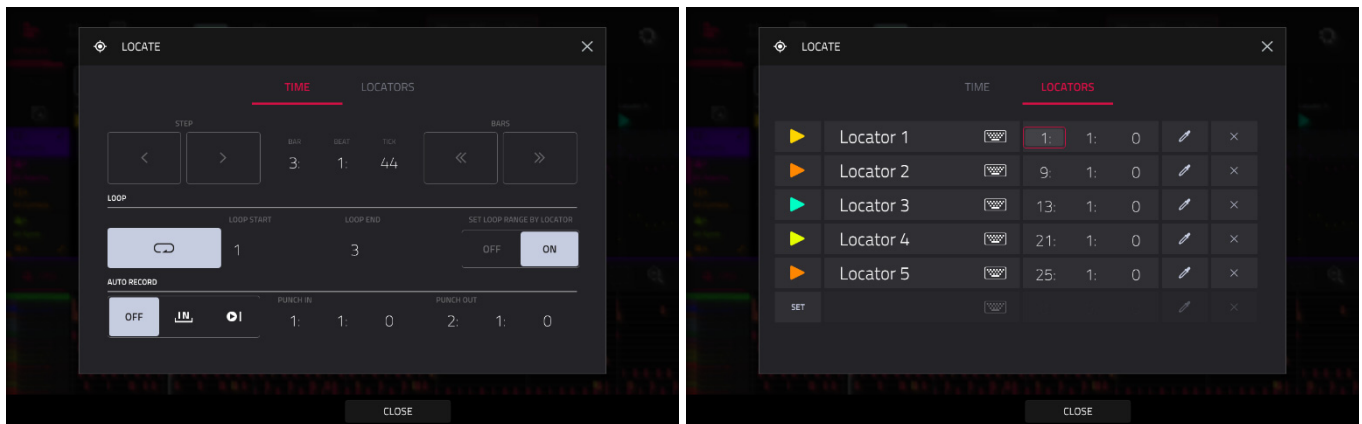 LOCATE
TIME LOCATORS
STEP BARS
BAR BEAT TICK
3: 1: 44
LOOP
LOOP START LOOP END SET LOOP RANGE BY LOCATOR
1 3 OFF ON
AUTO RECORD
PUNCH IN PUNCH OUT
OFF IN 1: 1: 0 2: 1: 0
CLOSE
LOCATE
TIME LOCATORS
Locator 1 1: 1: 0
Locator 2 9: 1: 0
Locator 3 13: 1: 0
Locator 4 21: 1: 0
Locator 5 25: 1: 0
SET
CLOSE